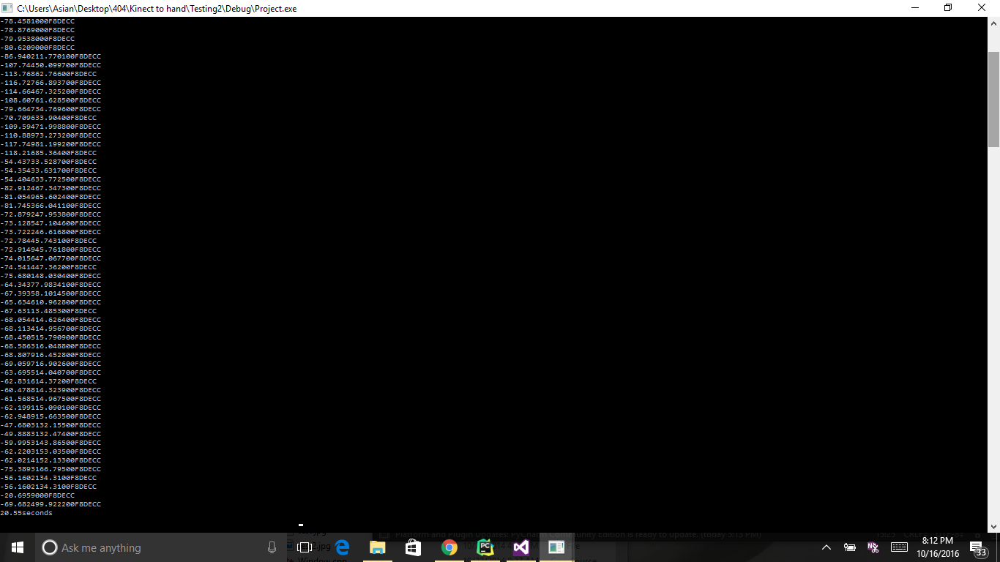 C:\Users\Asian\Desktop\404\Kinect to hand\Testing2\Debug\Project.exe
-78.4581000F8DECC
-78.8769000F8DECC
-79.9538000F8DECC
-80.6209000F8DECC
-86.940211.770100F8DECC
-107.74450.099700F8DECC
-113.76862.76600F8DECC
-116.72766.893700F8DECC
-114.66467.325200F8DECC
-108.60761.628500F8DECC
-79.664734.769600F8DECC
-70.709633.90400F8DECC
-109.59471.998800F8DECC
-110.88973.273200F8DECC
-117.74981.199200F8DECC
-118.21685.36400F8DECC
-54.43733.528700F8DECC
-54.35433.631700F8DECC
-54.404633.772500F8DECC
-82.912467.347300F8DECC
-81.054965.602400F8DECC
-81.745366.041100F8DECC
-72.879247.953800F8DECC
-73.128547.104600F8DECC
-73.722246.616800F8DECC
-72.78445.743100F8DECC
-72.914945.761800F8DECC
-74.015647.067700F8DECC
-74.541447.36200F8DECC
-75.680148.030400F8DECC
-64.34377.9834100F8DECC
-67.39358.1014500F8DECC
-65.634610.962800F8DECC
-67.63113.485300F8DECC
-68.054414.626400F8DECC
-68.113414.956700F8DECC
-68.450515.790900F8DECC
-68.586316.048800F8DECC
-68.807916.452800F8DECC
-69.059716.902600F8DECC
-63.695514.040700F8DECC
-62.831614.37200F8DECC
-60.478814.323900F8DECC
-61.568514.967500F8DECC
-62.199115.090100F8DECC
-62.948915.663500F8DECC
-47.6803132.15500F8DECC
-49.8883132.47400F8DECC
-59.9953143.86500F8DECC
-62.2203153.03500F8DECC
-62.0214152.13300F8DECC
-75.3893166.79500F8DECC
-56.1602134.3100F8DECC
-56.1602134.3100F8DECC
-20.6959000F8DECC
-69.682499.922200F8DECC
20.55seconds
Platform and Plugin Updates: PyCharm Community Edition is ready to update. (today 3:13 PM)
Ask me anything
PC
8:12 PM
10/16/2016
33